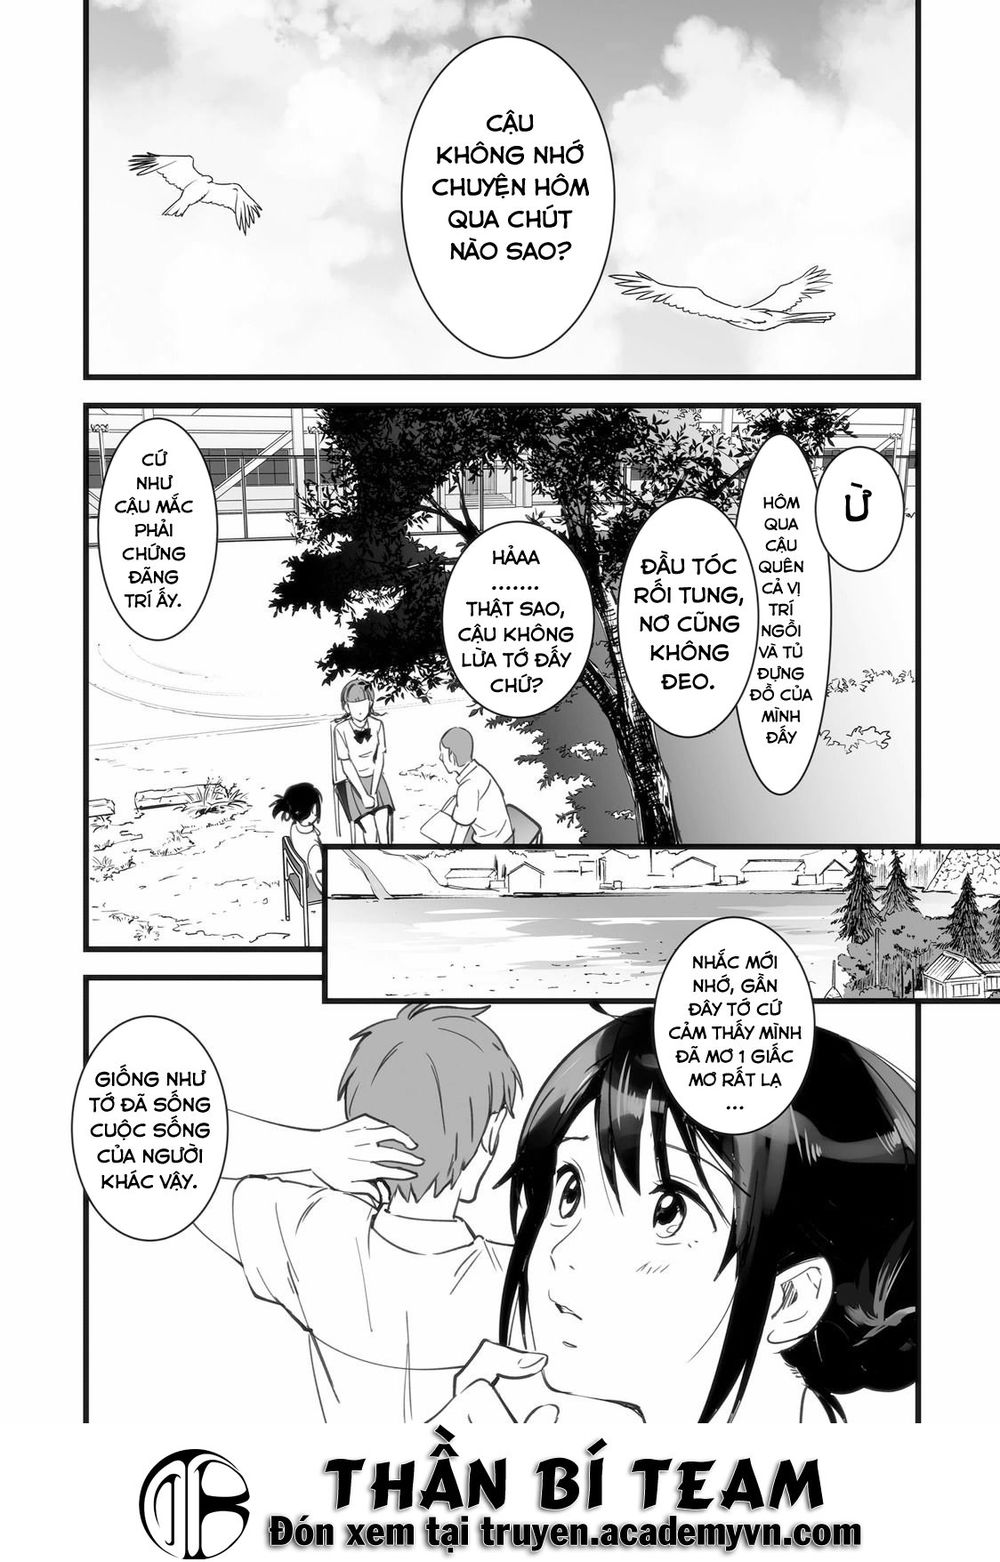 CẬU
KHÔNG NHỚ
CHUYỆN HÔM
QUA CHÚT
NÀO SAO?
Ừ
HÔM
QUA
CẬU
QUÊN
CẢ VỊ
TRÍ
NGỒI
VÀ TỦ
ĐỰNG
ĐỒ CỦA
MÌNH
ĐẤY
ĐẦU TÓC
RỐI TUNG,
NƠ CŨNG
KHÔNG
ĐEO.
HẢAA
.......
THẬT SAO,
CẬU KHÔNG
LỪA TỚ ĐẤY
CHỨ?
CỨ
NHƯ
CẬU MẮC
PHẢI
CHỨNG
ĐÃNG
TRÍ ẤY.
NHẮC MỚI
NHỚ, GẦN
ĐÂY TỚ CỨ
CẢM THẤY MÌNH
ĐÃ MƠ 1 GIẤC
MƠ RẤT LẠ
...
GIỐNG NHƯ
TỚ ĐÃ SỐNG
CUỘC SỐNG
CỦA NGƯỜI
KHÁC VẬY.
THẦN BÍ TEAM
Đón xem tại truyen.academyvn.com